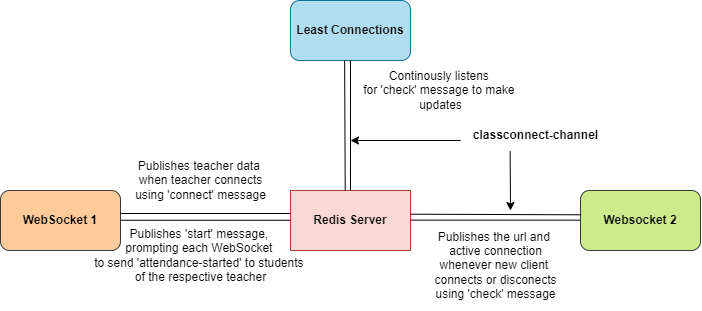 Least Connections
Continously listens
for 'check' message to make
updates
classconnect-channel
Publishes teacher data
when teacher connects
using 'connect' message
WebSocket 1
Redis Server
Websocket 2
Publishes 'start' message,
prompting each WebSocket
to send 'attendance-started' to students
of the respective teacher
Publishes the url and
active connection
whenever new client
connects or disconects
using 'check' message